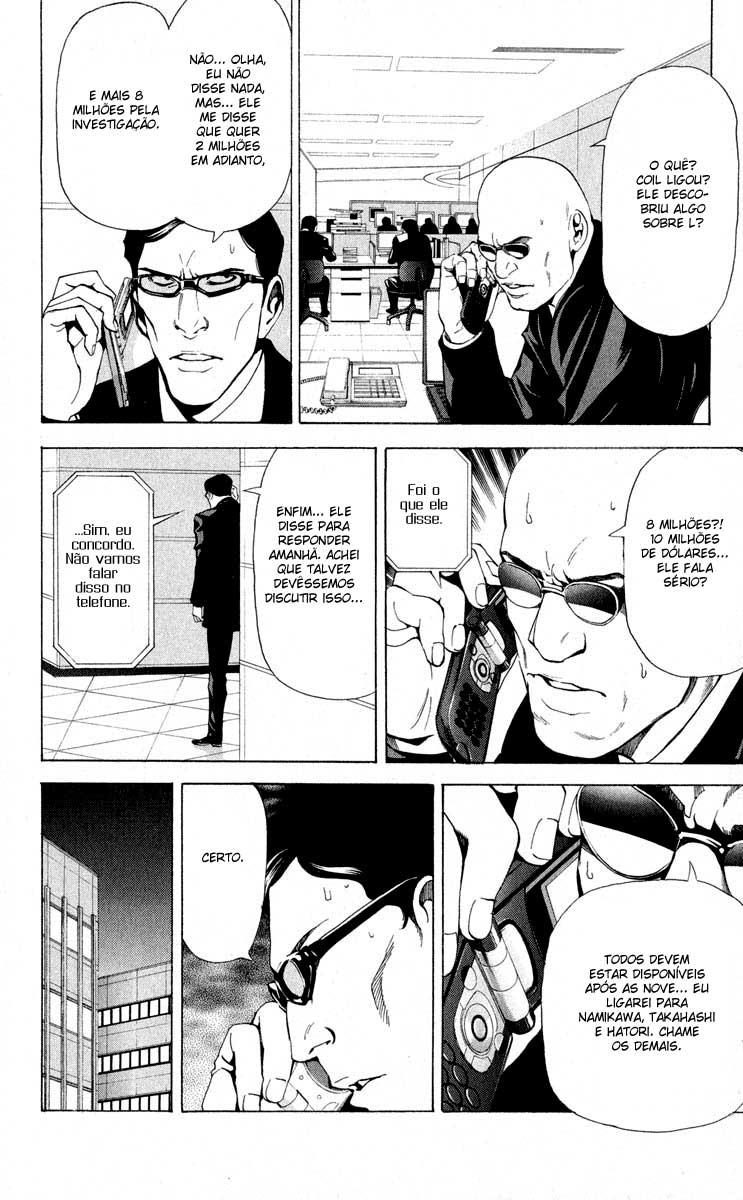 O QUÊ?
COIL LIGOU?
ELE DESCO-
BRIU ALGO
SOBRE L?
NÃO... OLHA,
EU NÃO
DISSE NADA,
MAS... ELE
ME DISSE
QUE QUER
2 MILHÕES
EM ADIANTO,
E MAIS 8
MILHÕES PELA
INVESTIGAÇÃO.
8 MILHÕES?!
10 MILHÕES
DE DÓLARES...
ELE FALA
SÉRIO?
Foi o
que ele
disse.
ENFIM... ELE
DISSE PARA
RESPONDER
AMANHÃ. ACHEI
QUE TALVEZ
DEVÊSSEMOS
DISCUTIR ISSO...
...Sim, eu
concordo.
Não vamos
falar
disso no
telefone.
TODOS DEVEM
ESTAR DISPONÍVEIS
APÓS AS NOVE... EU
LIGAREI PARA
NAMIKAWA, TAKAHASHI
E HATORI. CHAME
OS DEMAIS.
CERTO.